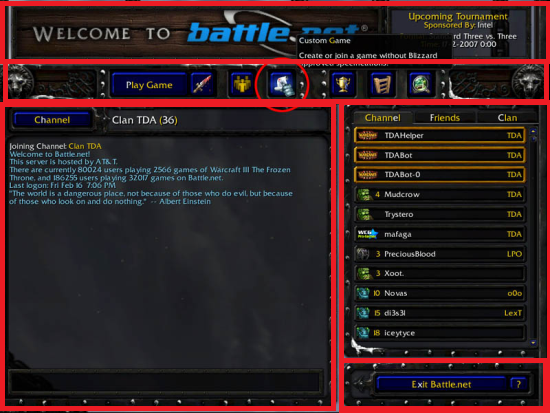 WELCOME TO battle.net
Upcoming Tournament
Sponsored By: Intel
Three vs. Three
-2007 0:00
Custom Game
Create or join a game without Blizzard
approved specifications.
Play Game
Channel
Clan TDA (36)
Joining Channel: Clan TDA
Welcome to Battle.net!
This server is hosted by AT&T.
There are currently 80024 users playing 2566 games of Warcraft III The Frozen
Throne, and 186255 users playing 32017 games on Battle.net.
Last logon: Fri Feb 16 7:06 PM
"The world is a dangerous place, not because of those who do evil, but because
of those who look on and do nothing." -- Albert Einstein
Channel Friends Clan
TDAHelper TDA
TDABot TDA
TDABot-0 TDA
4 Mudcrow TDA
Trystero TDA
mafaga TDA
3 PreciousBlood LPO
3 Xoot.
10 Novas o0o
15 di3s3l LexT
18 iceytyce
Exit Battle.net ?